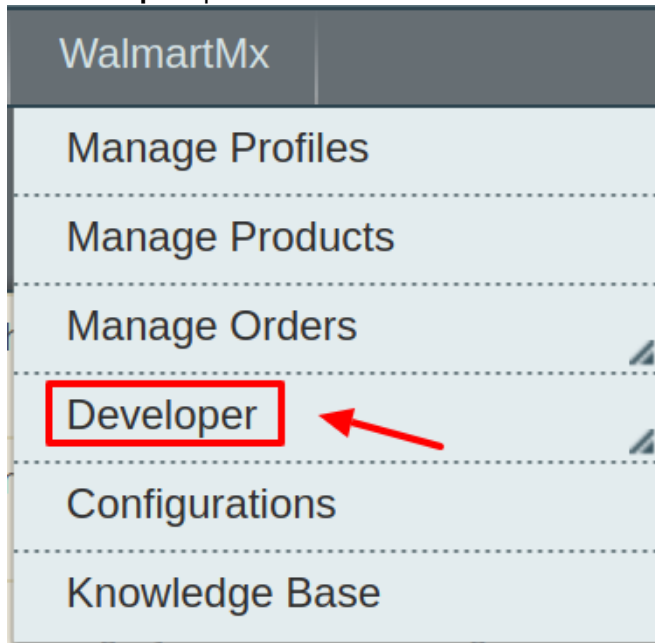 WalmartMx
Manage Profiles
Manage Products
Manage Orders
Developer
Configurations
Knowledge Base